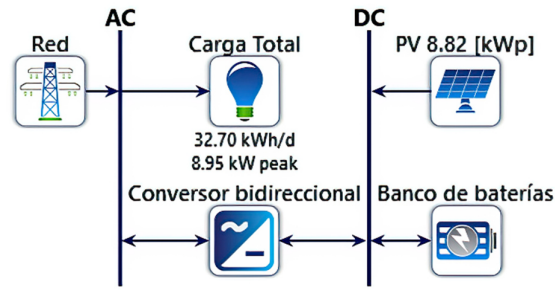 AC
DC
Red
Carga Total
PV 8.82 [kWp]
32.70 kWh/d
8.95 kW peak
Conversor bidireccional
Banco de baterías